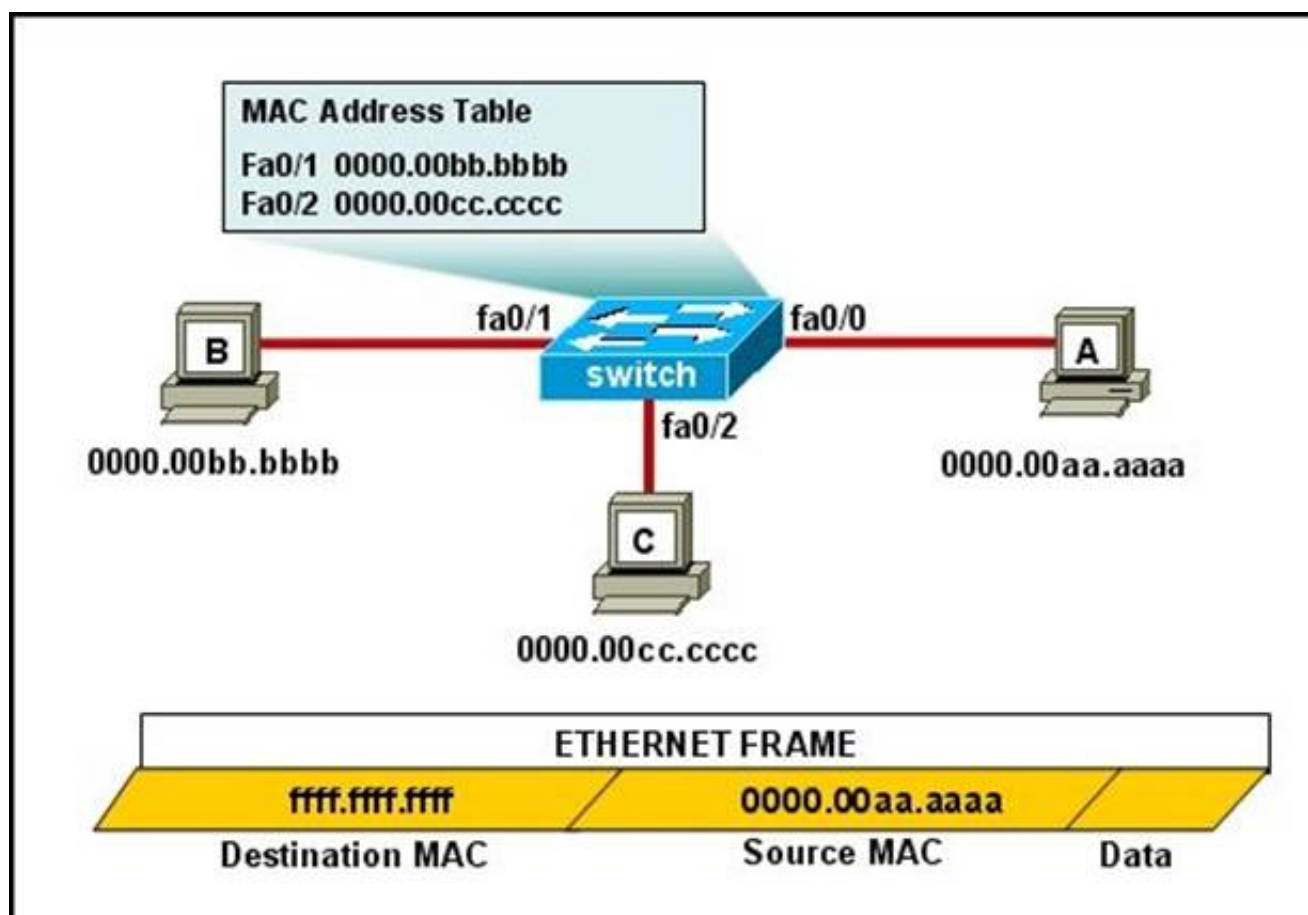 MAC Address Table
Fa0/1 0000.00bb.bbbb
Fa0/2 0000.00cc.cccc
fa0/1
fa0/0
B
A
switch
fa0/2
0000.00bb.bbbb
0000.00aa.aaaa
C
0000.00cc.cccc
ETHERNET FRAME
ffff.ffff.ffff 0000.00aa.aaaa
Destination MAC Source MAC Data